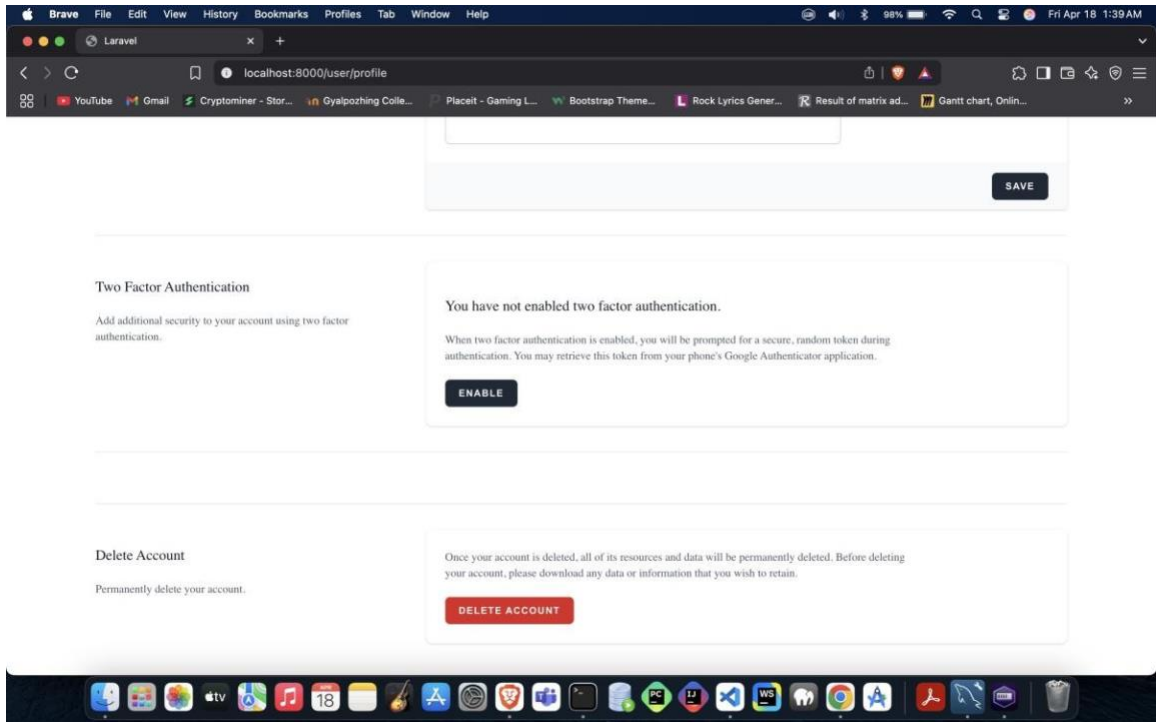 Brave File Edit View History Bookmarks Profiles Tab Window Help 98% Fri Apr 18 1:39 AM
Laravel
localhost:8000/user/profile
YouTube Gmail Cryptominer - Stor... Gyalpozhing Colle... Placeit - Gaming L... Bootstrap Theme... Rock Lyrics Gener... Result of matrix ad... Gantt chart, Onlin... »
SAVE
Two Factor Authentication
Add additional security to your account using two factor
authentication.
You have not enabled two factor authentication.
When two factor authentication is enabled, you will be prompted for a secure, random token during
authentication. You may retrieve this token from your phone's Google Authenticator application.
ENABLE
Delete Account
Permanently delete your account.
Once your account is deleted, all of its resources and data will be permanently deleted. Before deleting
your account, please download any data or information that you wish to retain.
DELETE ACCOUNT
tv APR 18 PC IJ WS